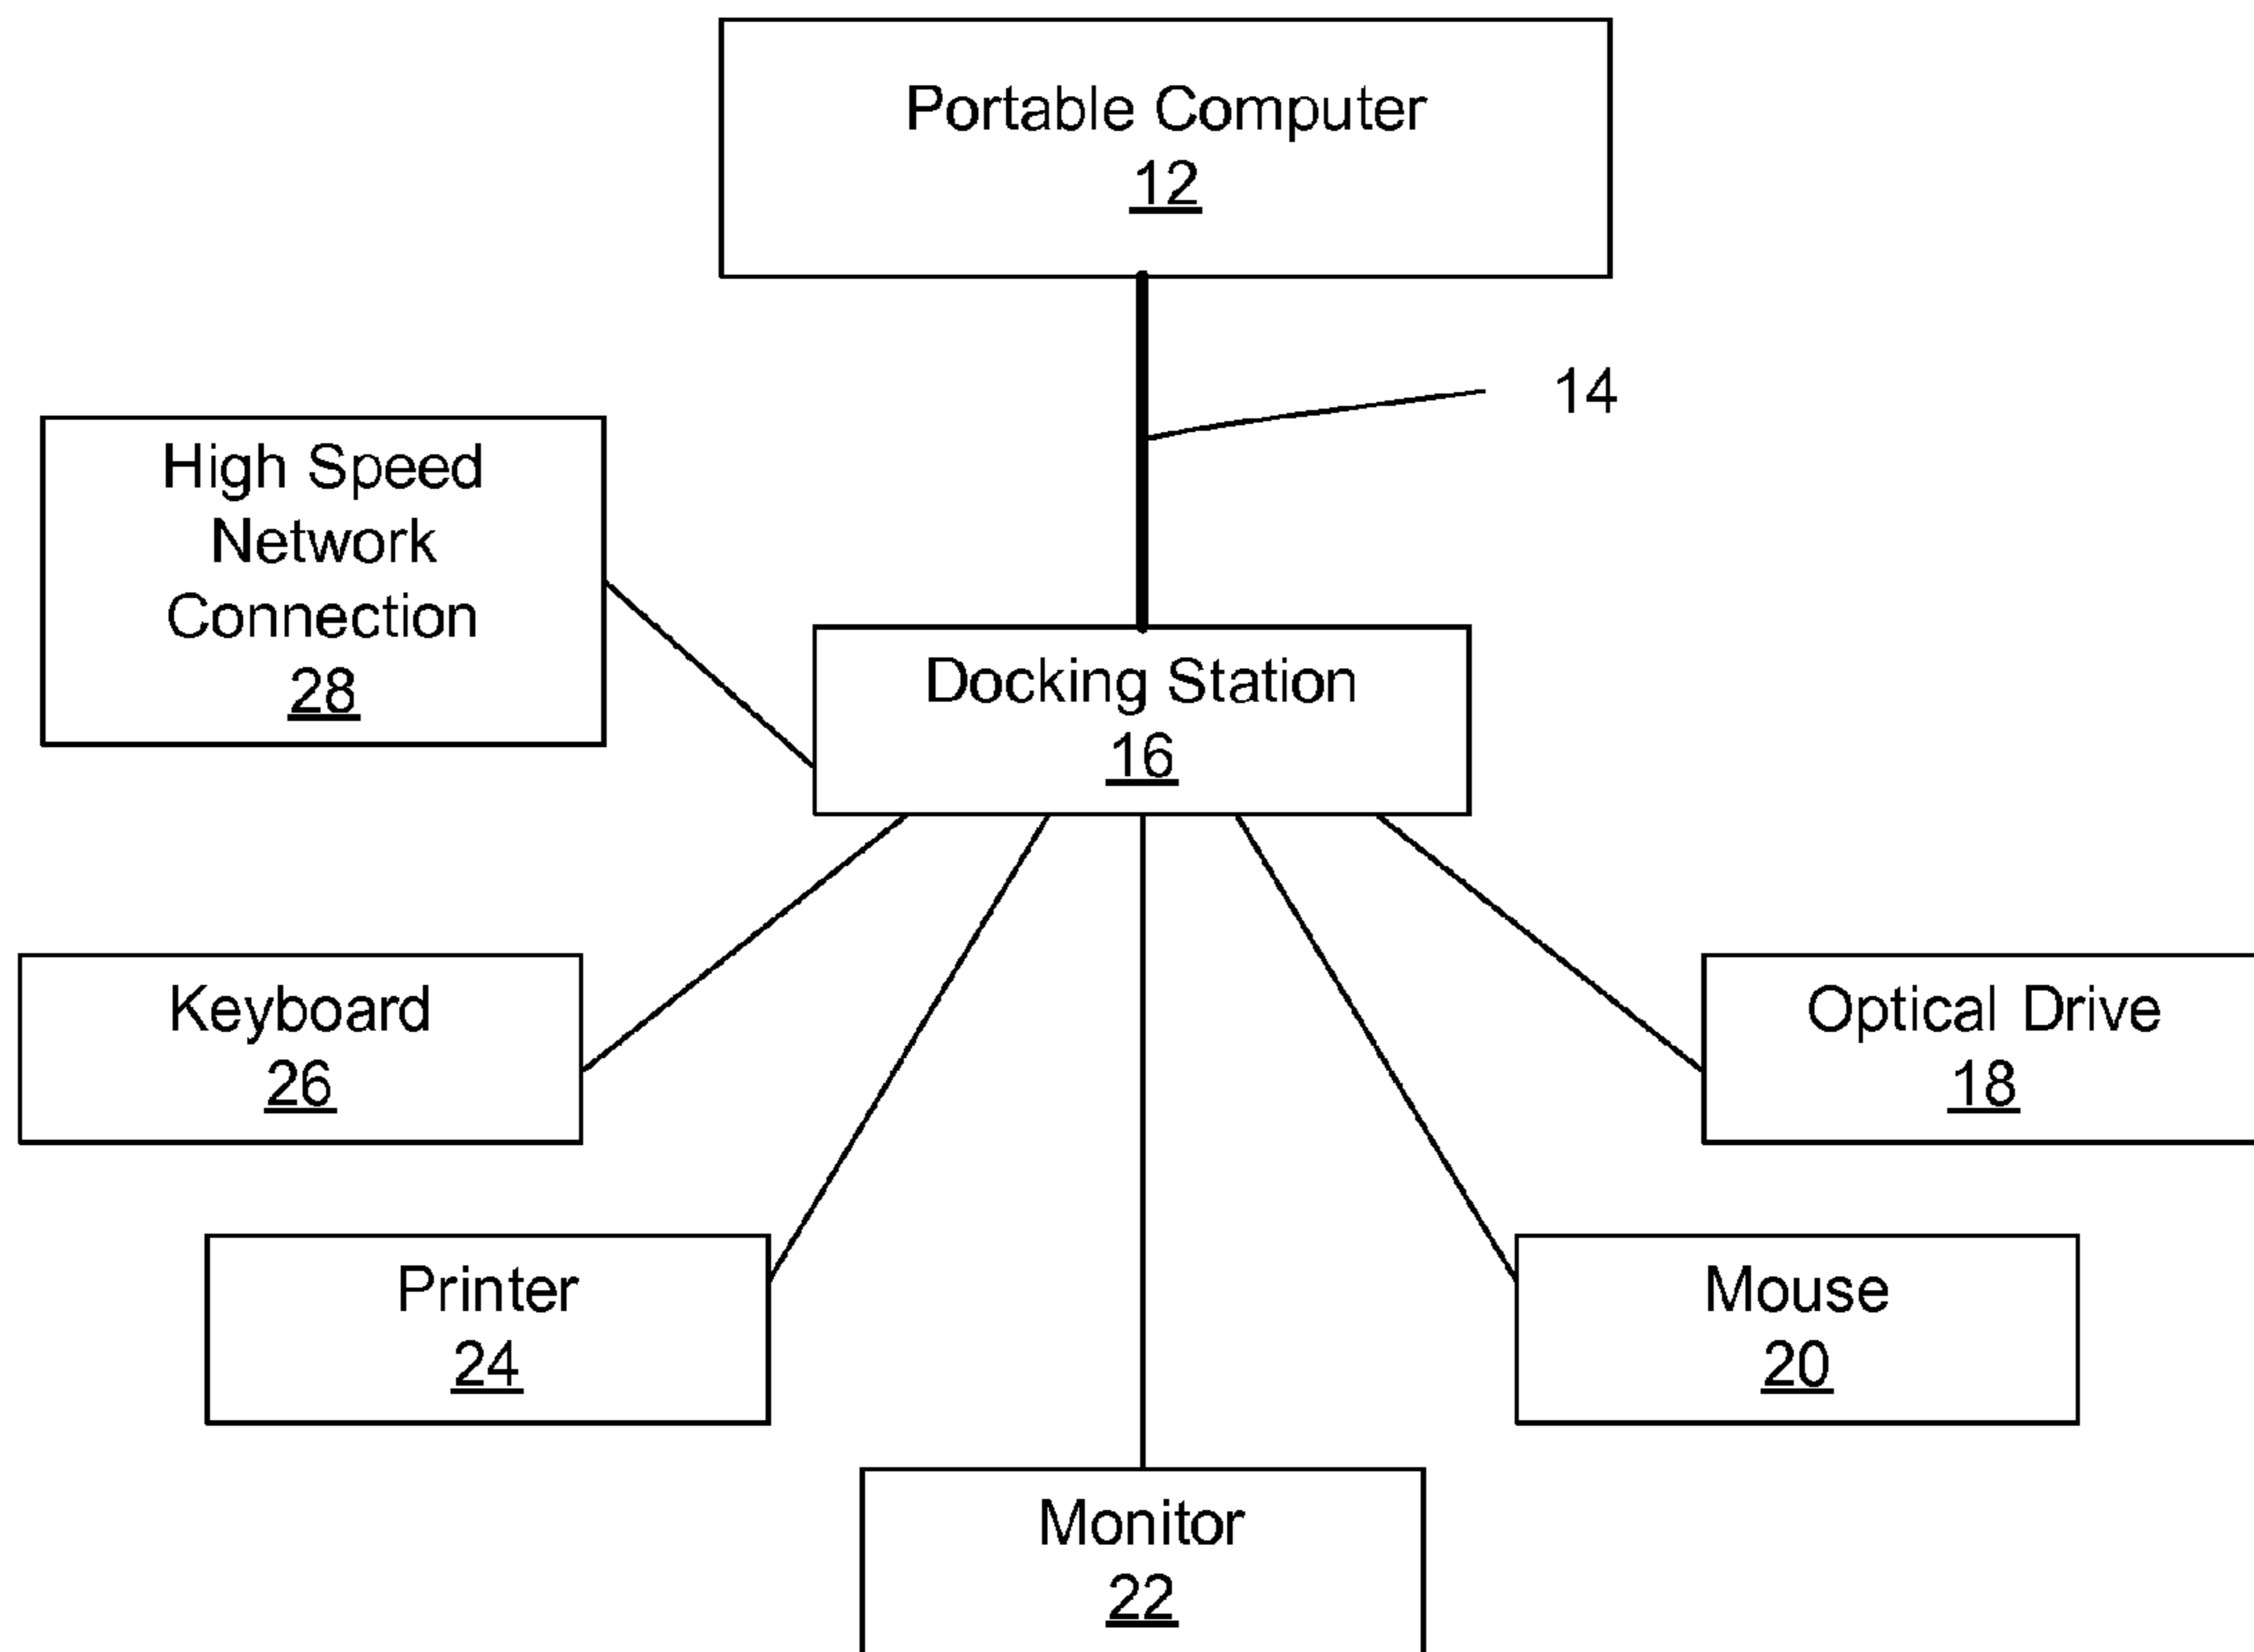 Portable Computer
12
14
High Speed
Network
Connection
28
Docking Station
16
Keyboard
26
Optical Drive
18
Printer
24
Mouse
20
Monitor
22